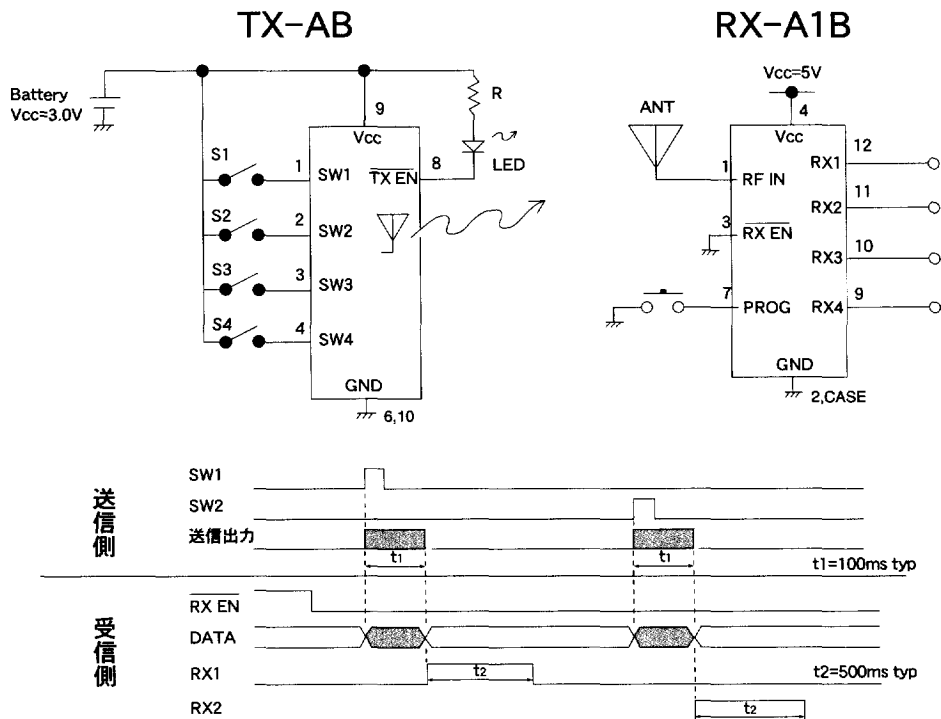 TX-AB
RX-A1B
Battery
Vcc=3.0V
9
Vcc
R
LED
8
TX EN
S1
1
SW1
S2
2
SW2
S3
3
SW3
S4
4
SW4
GND
6,10
Vcc=5V
4
Vcc
ANT
1
RF IN
3
RX EN
7
PROG
12
RX1
11
RX2
10
RX3
9
RX4
GND
2,CASE
送信側
SW1
SW2
送信出力
t1
t1
t1=100ms typ
受信側
RX EN
DATA
RX1
t2
t2=500ms typ
RX2
t2